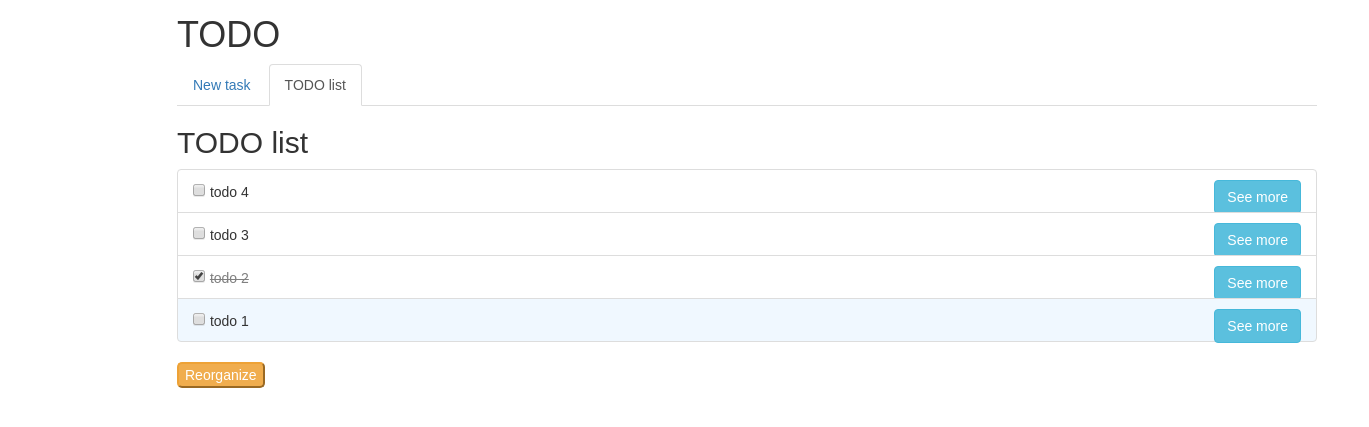 TODO
New task TODO list
TODO list
todo 4 See more
todo 3 See more
todo 2 See more
todo 1 See more
Reorganize